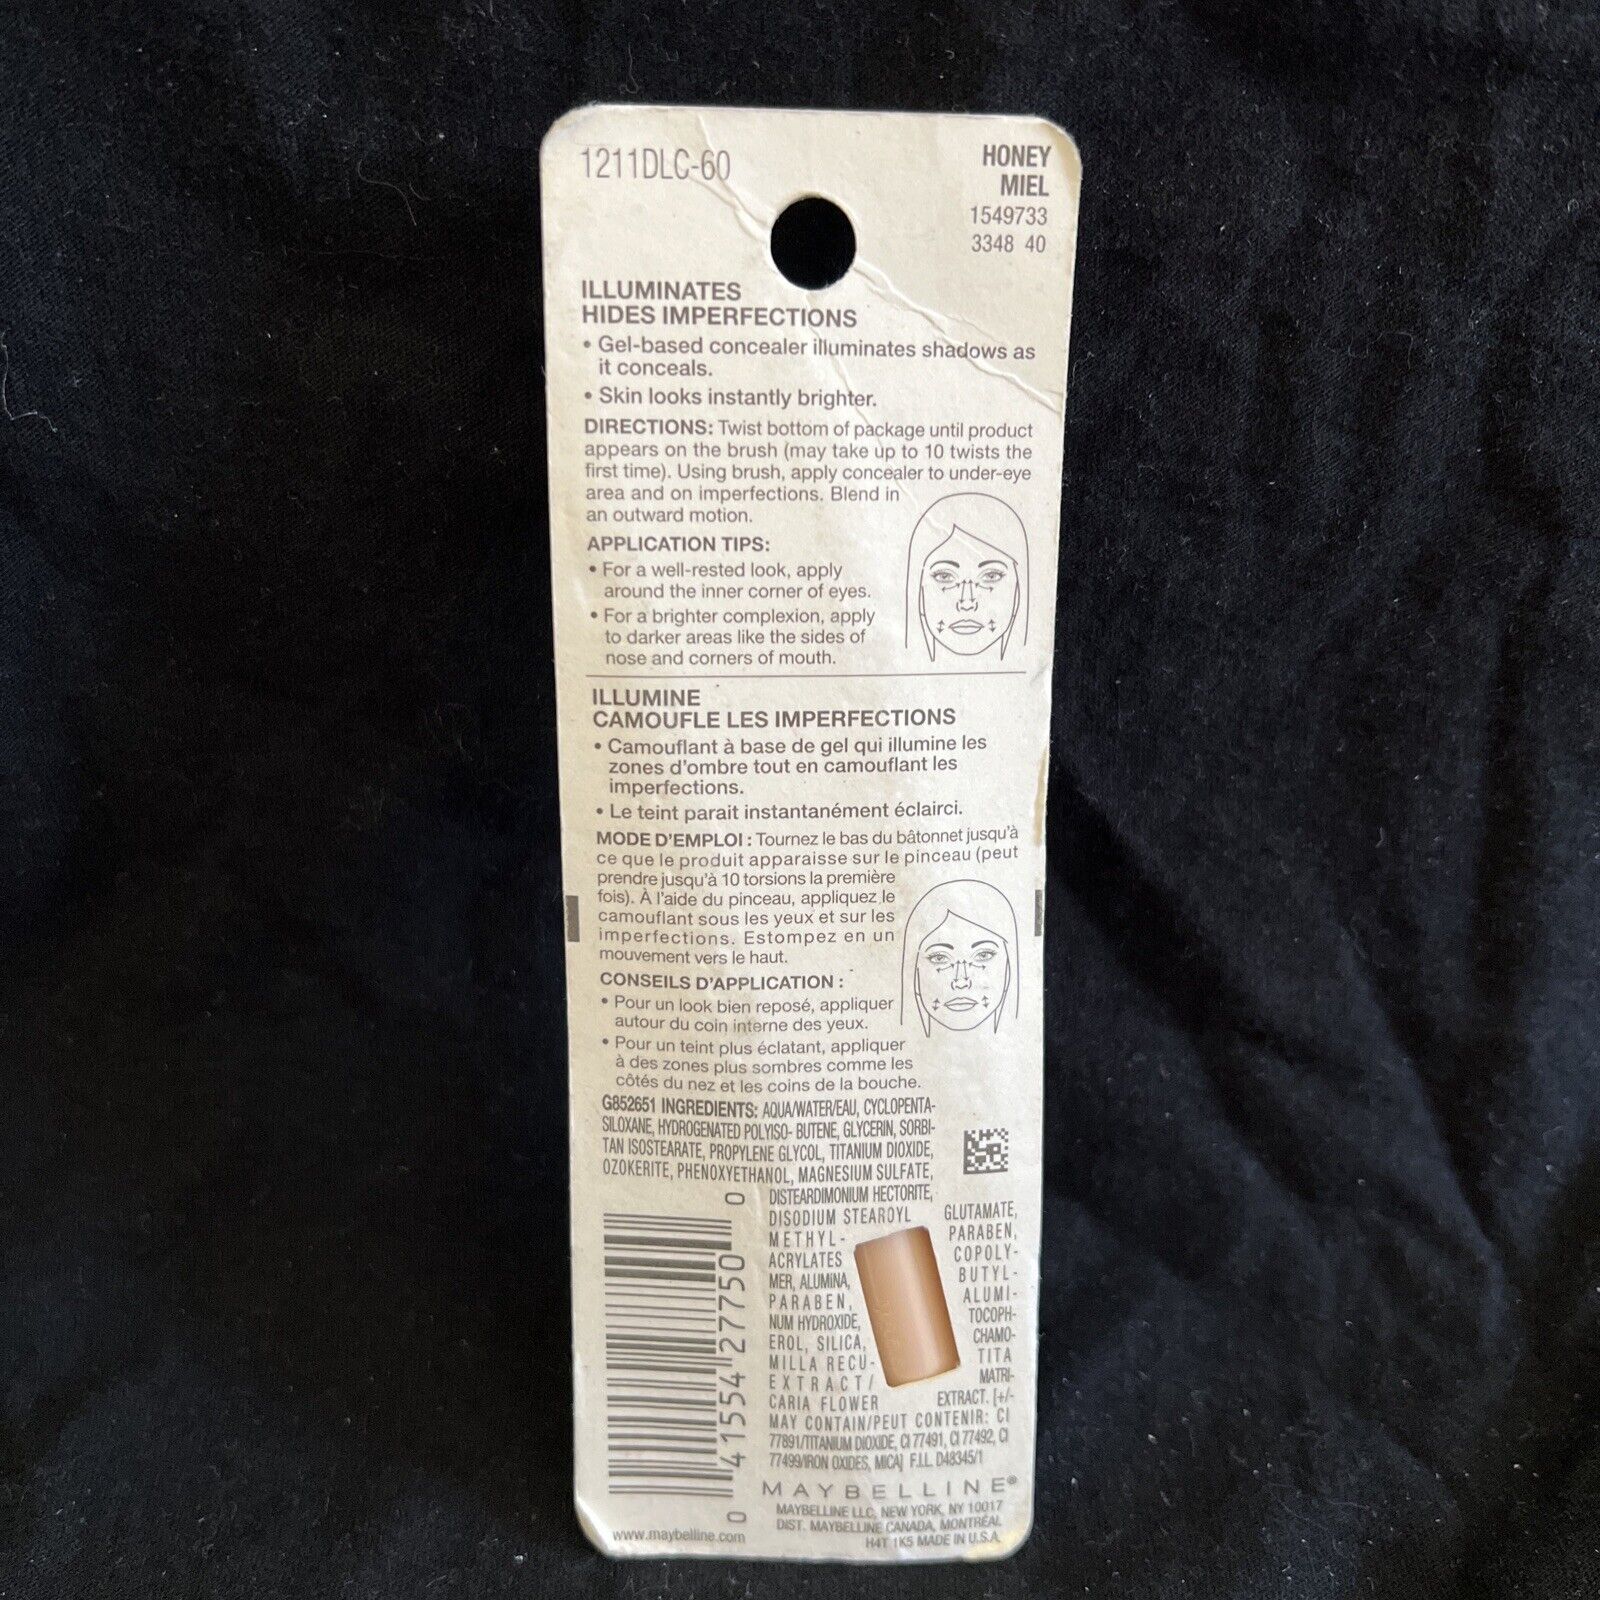 1211DLC-60
HONEY
MIEL
1549733
3348 40
ILLUMINATES
HIDES IMPERFECTIONS
• Gel-based concealer illuminates shadows as
it conceals.
• Skin looks instantly brighter.
DIRECTIONS: Twist bottom of package until product
appears on the brush (may take up to 10 twists the
first time). Using brush, apply concealer to under-eye
area and on imperfections. Blend in
an outward motion.
APPLICATION TIPS:
• For a well-rested look, apply
around the inner corner of eyes.
• For a brighter complexion, apply
to darker areas like the sides of
nose and corners of mouth.
ILLUMINE
CAMOUFLE LES IMPERFECTIONS
• Camouflant à base de gel qui illumine les
zones d'ombre tout en camouflant les
imperfections.
• Le teint parait instantanément éclairci.
MODE D'EMPLOI : Tournez le bas du bâtonnet jusqu'à
ce que le produit apparaisse sur le pinceau (peut
prendre jusqu'à 10 torsions la première
fois). À l'aide du pinceau, appliquez le
camouflant sous les yeux et sur les
imperfections. Estompez en un
mouvement vers le haut.
CONSEILS D'APPLICATION :
• Pour un look bien reposé, appliquer
autour du coin interne des yeux.
• Pour un teint plus éclatant, appliquer
à des zones plus sombres comme les
côtés du nez et les coins de la bouche.
G852651 INGREDIENTS: AQUA/WATER/EAU, CYCLOPENTA-
SILOXANE, HYDROGENATED POLYISO- BUTENE, GLYCERIN, SORBI-
TAN ISOSTEARATE, PROPYLENE GLYCOL, TITANIUM DIOXIDE,
OZOKERITE, PHENOXYETHANOL, MAGNESIUM SULFATE,
DISTEARDIMONIUM HECTORITE,
DISODIUM STEAROYL GLUTAMATE,
METHYL- PARABEN,
ACRYLATES COPOLY-
MER, ALUMINA, BUTYL-
PARABEN, ALUMI-
NUM HYDROXIDE, TOCOPH-
EROL, SILICA, CHAMO-
MILLA RECU- TITA
EXTRACT/ MATRI-
CARIA FLOWER EXTRACT. [+/-
MAY CONTAIN/PEUT CONTENIR: CI
77891/TITANIUM DIOXIDE, CI 77491, CI 77492, CI
77499/IRON OXIDES, MICA] F.I.L. D48345/1
0 41554 27750 0
MAYBELLINE®
MAYBELLINE LLC, NEW YORK, NY 10017
DIST. MAYBELLINE CANADA, MONTRÉAL
H4T 1K5 MADE IN U.S.A.
www.maybelline.com